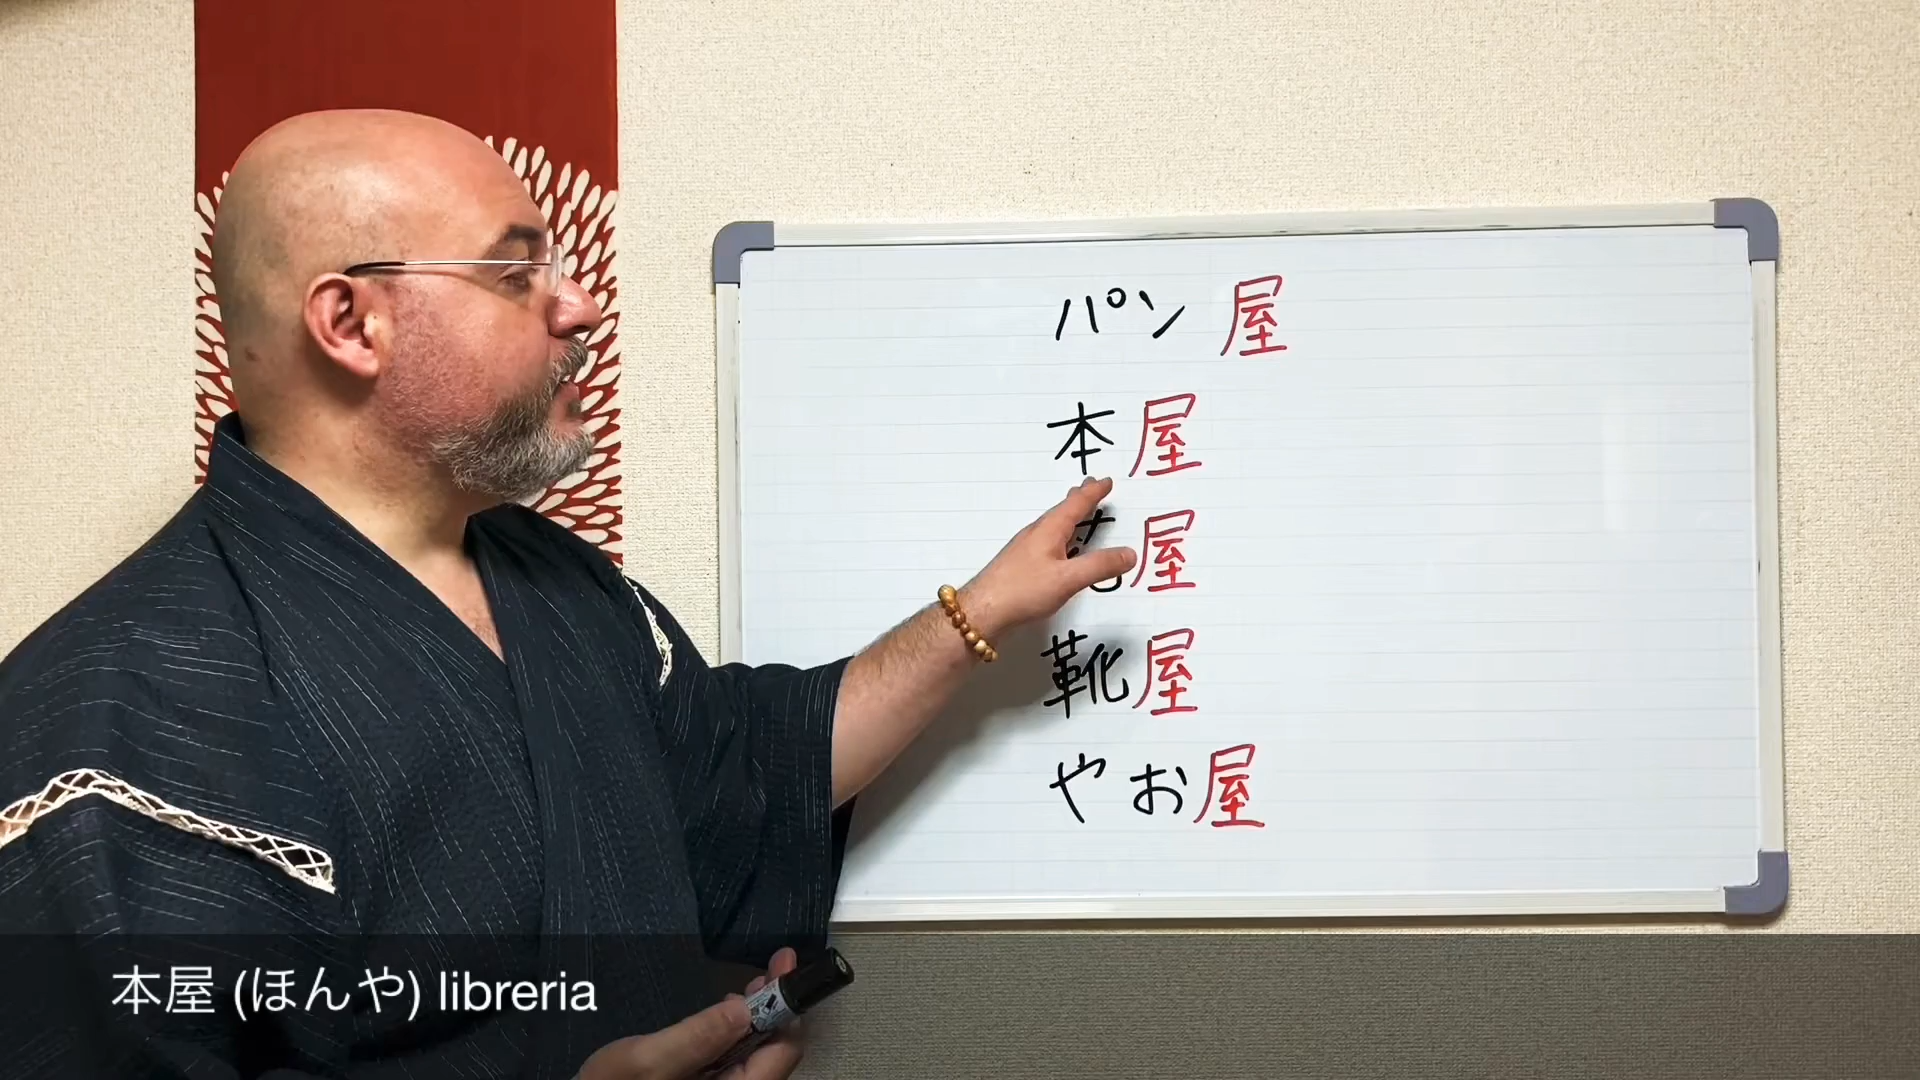 パン屋
本屋
屋
靴屋
やお屋
本屋 (ほんや) libreria